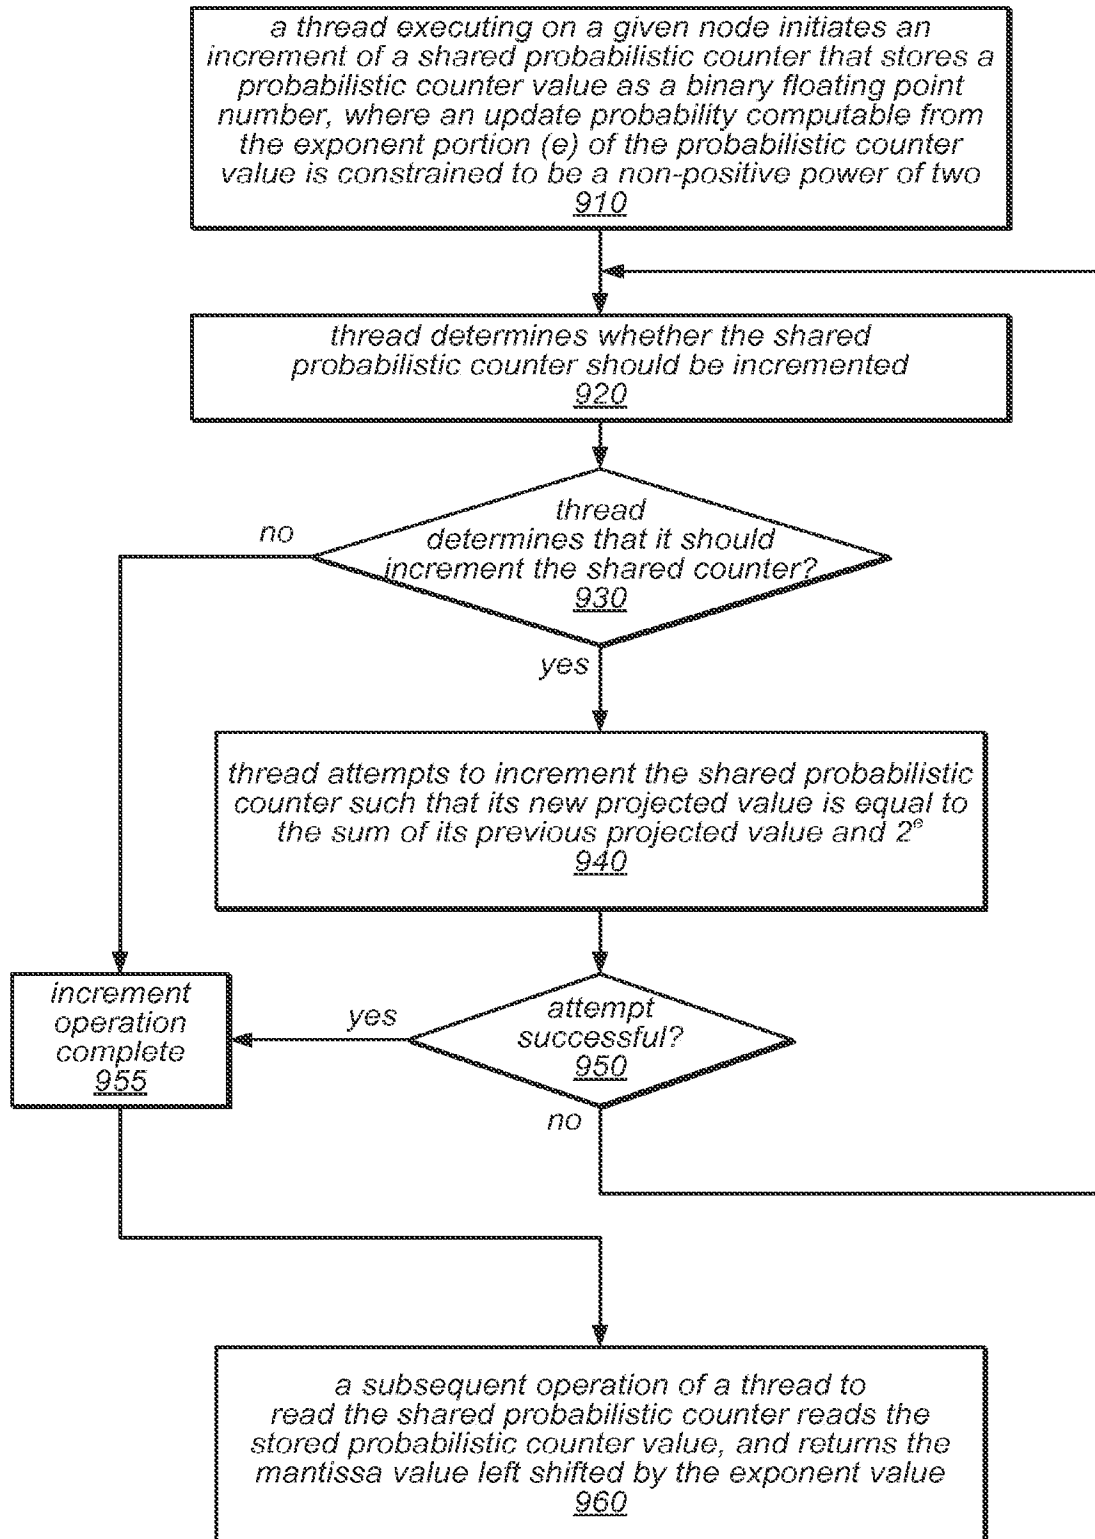 a thread executing on a given node initiates an
increment of a shared probabilistic counter that stores a
probabilistic counter value as a binary floating point
number, where an update probability computable from
the exponent portion (e) of the probabilistic counter
value is constrained to be a non-positive power of two
910
thread determines whether the shared
probabilistic counter should be incremented
920
thread
determines that it should
increment the shared counter?
930
no
yes
thread attempts to increment the shared probabilistic
counter such that its new projected value is equal to
the sum of its previous projected value and 2ᵉ
940
increment
operation
complete
955
yes
attempt
successful?
950
no
a subsequent operation of a thread to
read the shared probabilistic counter reads the
stored probabilistic counter value, and returns the
mantissa value left shifted by the exponent value
960